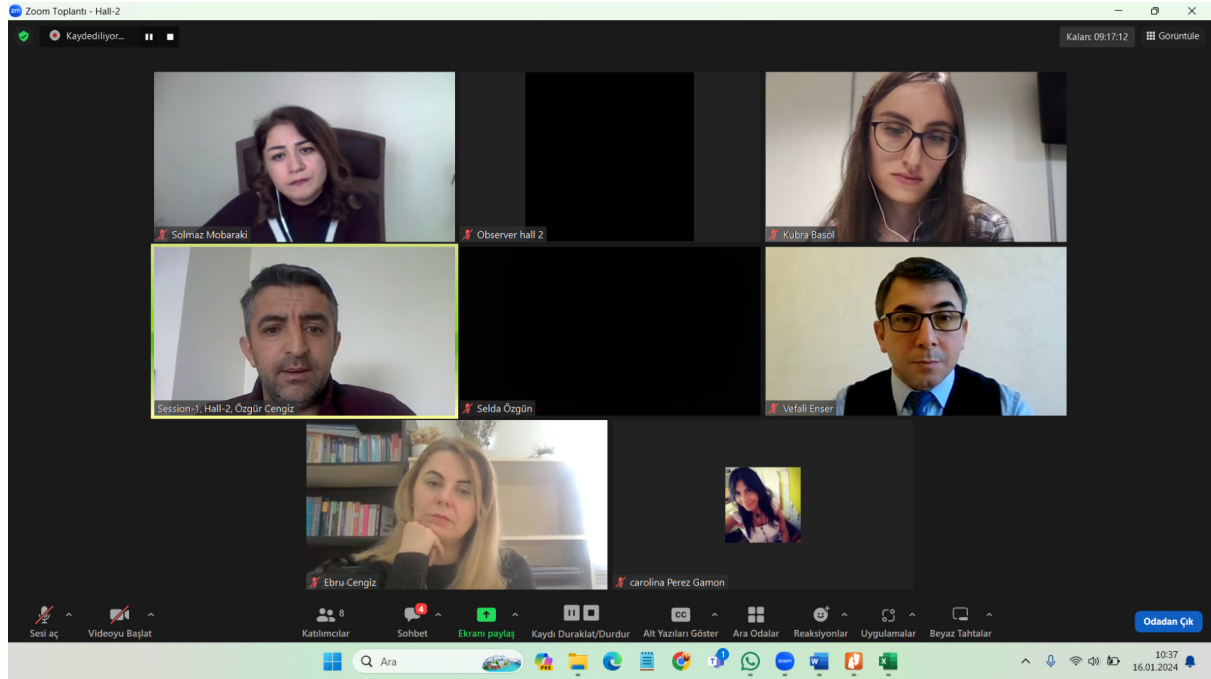 Zoom Toplantı - Hall-2
Kaydediliyor...
Kalan: 09:17:12
Görüntüle
Solmaz Mobaraki
Observer hall 2
Kubra Basol
Session-1, Hall-2, Özgür Cengiz
Selda Özgün
Vefali Enser
Ebru Cengiz
carolina Perez Gamon
Sesi aç
Videoyu Başlat
8
Katılımcılar
4
Sohbet
Ekranı paylaş
Kaydı Duraklat/Durdur
CC
Alt Yazıları Göster
Ara Odalar
Reaksiyonlar
Uygulamalar
Beyaz Tahtalar
Odadan Çık
Ara
10:37
16.01.2024